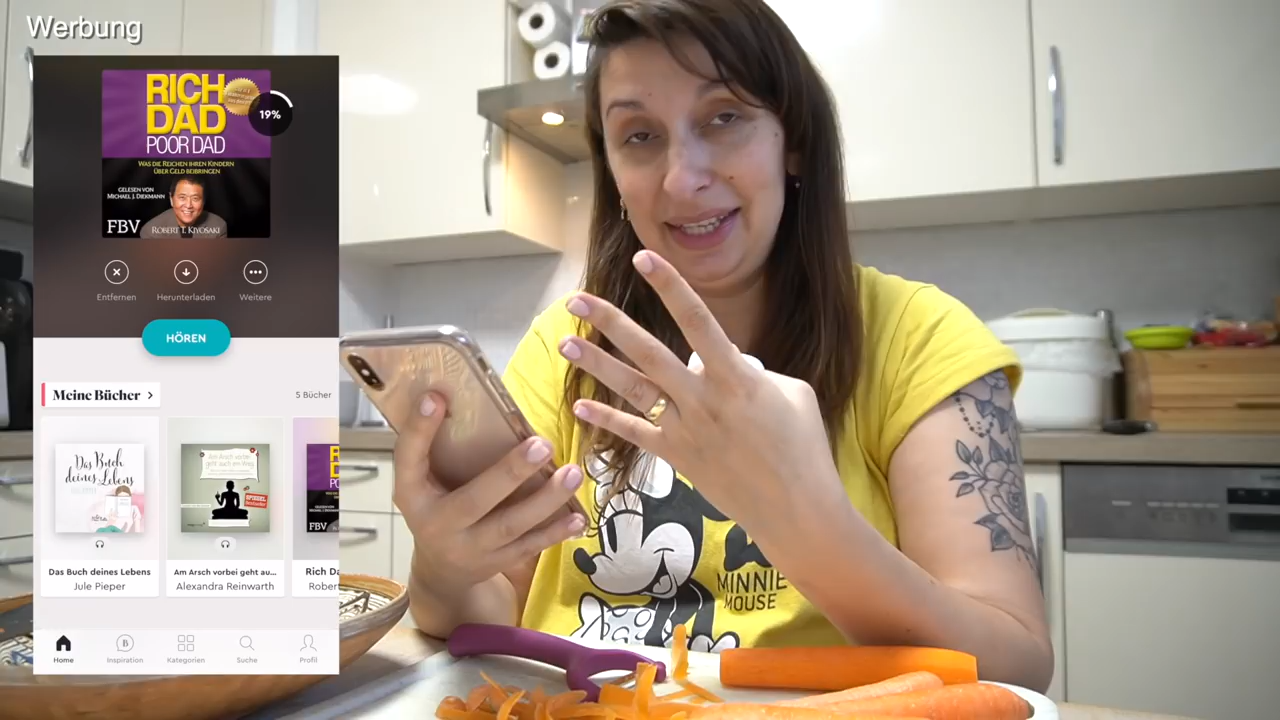 Werbung
RICH
DAD
POOR DAD
19%
WAS DIE REICHEN IHREN KINDERN
ÜBER GELD BEIBRINGEN
GELESEN VON
MICHAEL J. DIEKMANN
FBV
ROBERT T. KIYOSAKI
Entfernen
Herunterladen
Weitere
HÖREN
Meine Bücher
5 Bücher
Das Buch
deines Lebens
Am Arsch vorbei
geht auch ein Weg
SPIEGEL
Bestseller
FBV
Das Buch deines Lebens
Jule Pieper
Am Arsch vorbei geht au...
Alexandra Reinwarth
Rich Da
Rober
Home
Inspiration
Kategorien
Suche
Profil
MINNIE
MOUSE